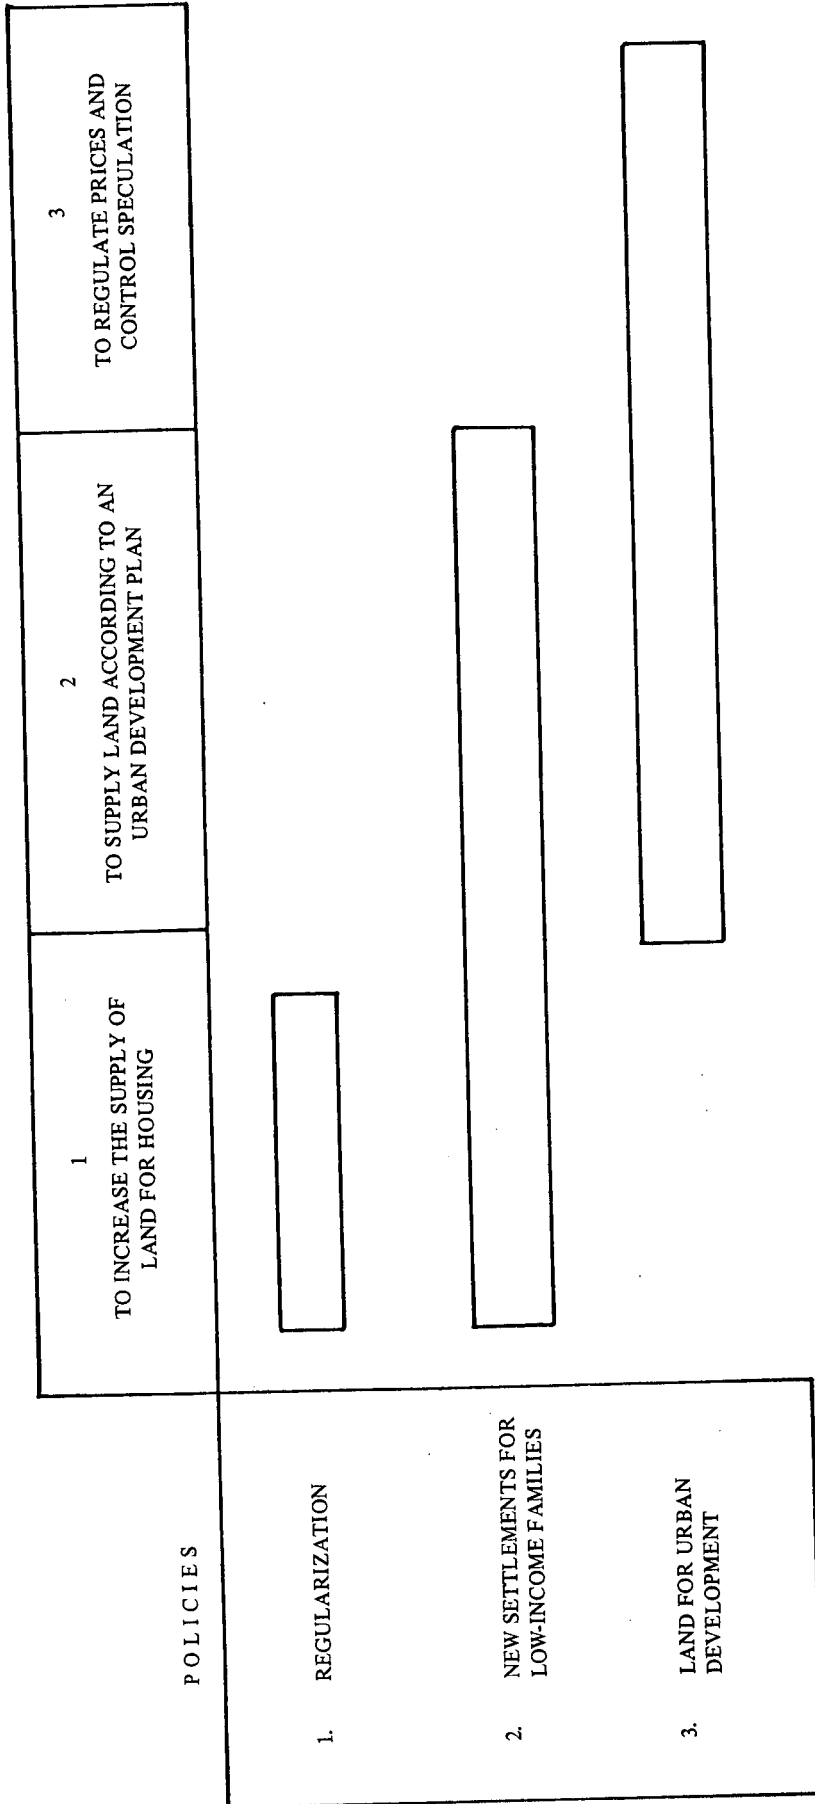 1
TO INCREASE THE SUPPLY OF
LAND FOR HOUSING
2
TO SUPPLY LAND ACCORDING TO AN
URBAN DEVELOPMENT PLAN
3
TO REGULATE PRICES AND
CONTROL SPECULATION
POLICIES
1. REGULARIZATION
2. NEW SETTLEMENTS FOR
LOW-INCOME FAMILIES
3. LAND FOR URBAN
DEVELOPMENT